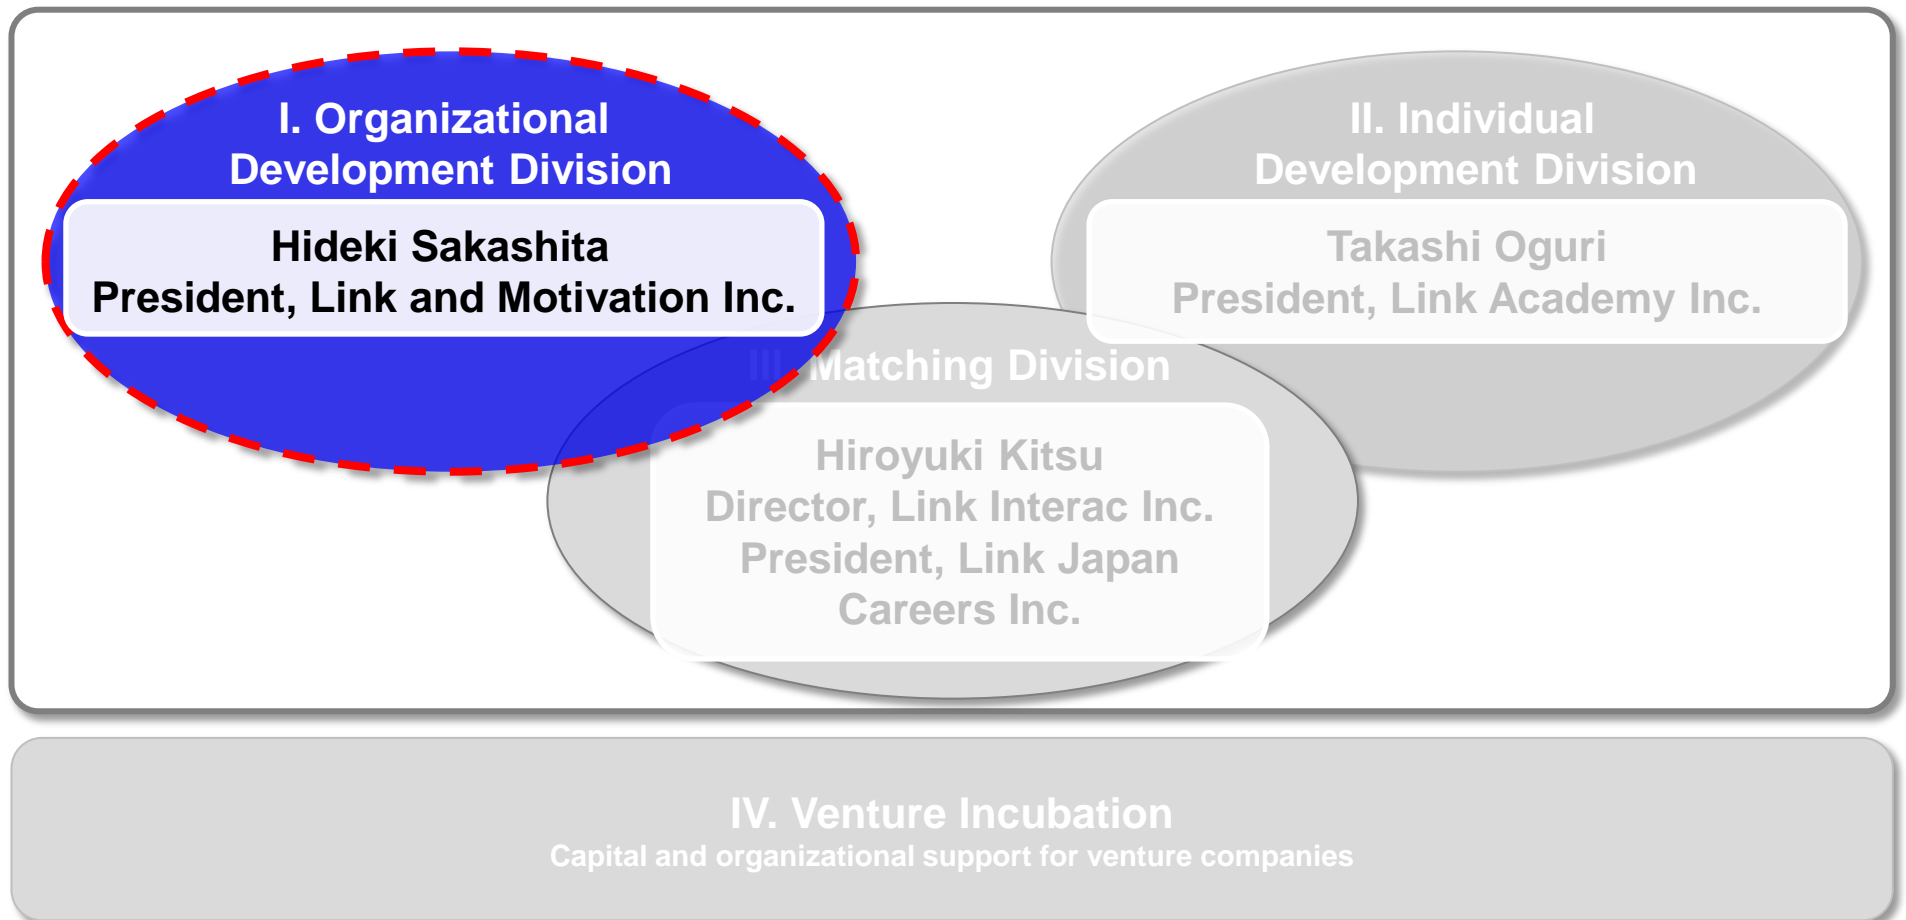 I. Organizational
Development Division
Hideki Sakashita
President, Link and Motivation Inc.
II. Individual
Development Division
Takashi Oguri
President, Link Academy Inc.
III. Matching Division
Hiroyuki Kitsu
Director, Link Interac Inc.
President, Link Japan
Careers Inc.
IV. Venture Incubation
Capital and organizational support for venture companies